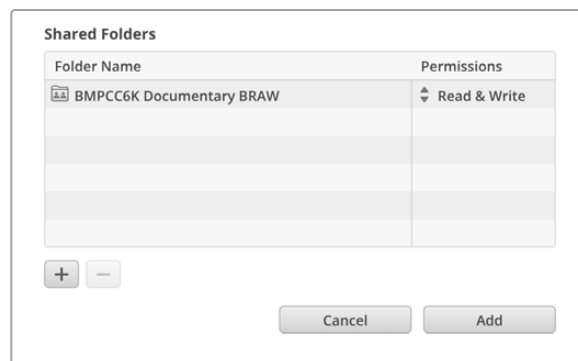 Shared Folders
Folder Name Permissions
BMPCC6K Documentary BRAW Read & Write
+ −
Cancel Add